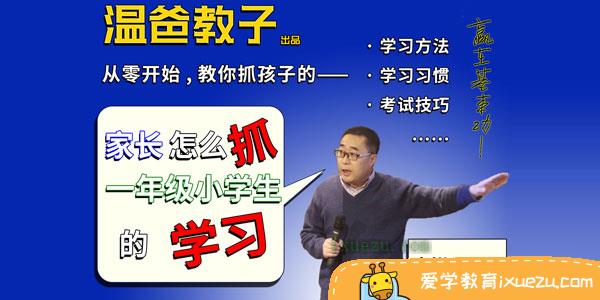 温爸教子 出品
从零开始，教你抓孩子的——
· 学习方法
· 学习习惯
· 考试技巧
……
赢在基本功！
家长怎么抓
一年级小学生
的学习
xuezu.com
爱学教育ixuezu.com